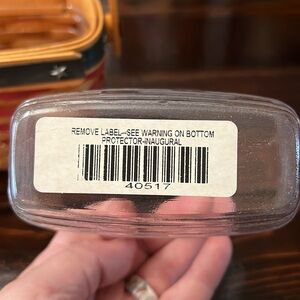 REMOVE LABEL--SEE WARNING ON BOTTOM
PROTECTOR-INAUGURAL
40517